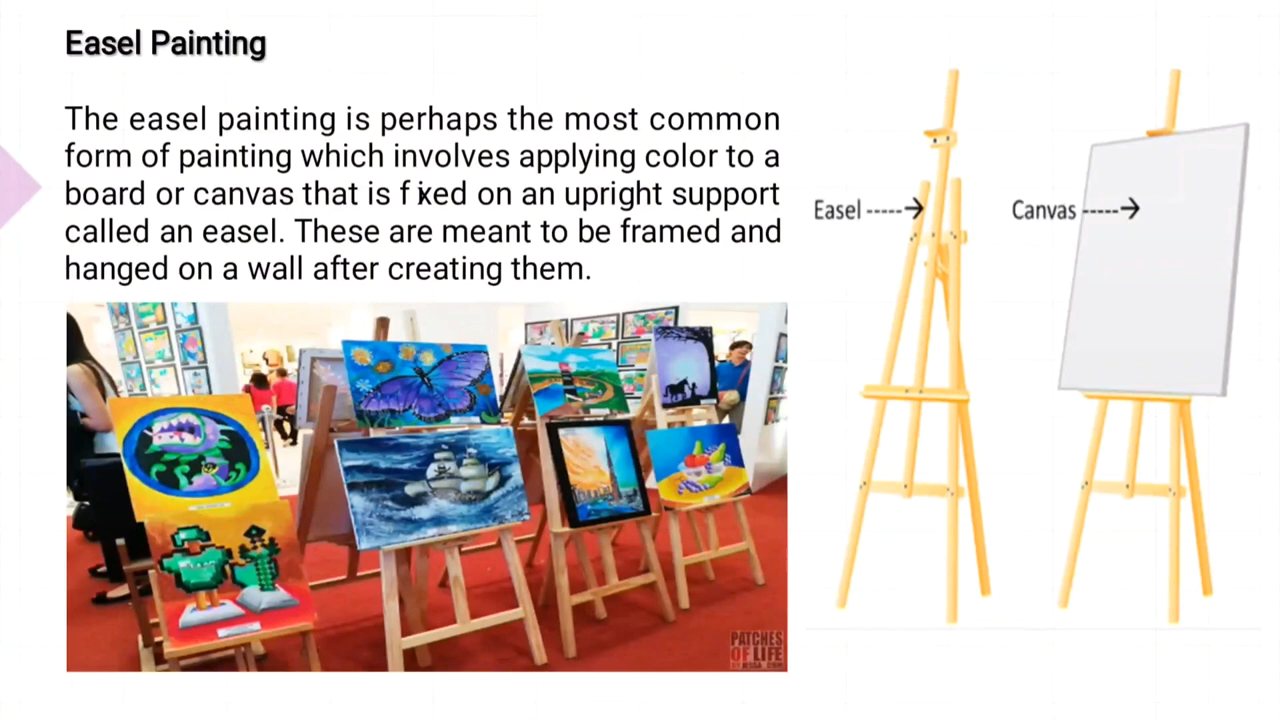 Easel Painting
The easel painting is perhaps the most common
form of painting which involves applying color to a
board or canvas that is fixed on an upright support
called an easel. These are meant to be framed and
hanged on a wall after creating them.
Easel ----->
Canvas ----->
PATCHES
OF LIFE